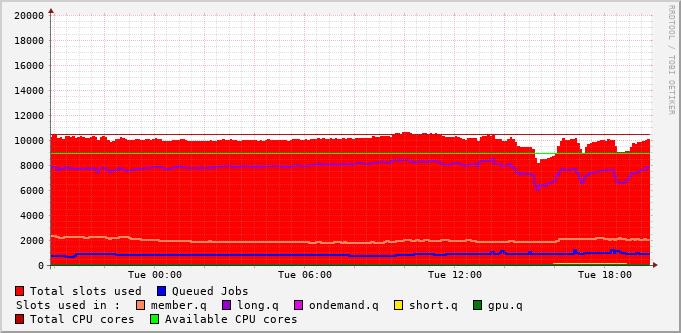 20000
18000
16000
14000
12000
10000
8000
6000
4000
2000
0
Tue 00:00 Tue 06:00 Tue 12:00 Tue 18:00
Total slots used Queued Jobs
Slots used in : member.q long.q ondemand.q short.q gpu.q
Total CPU cores Available CPU cores
RRDTOOL / TOBI OETIKER